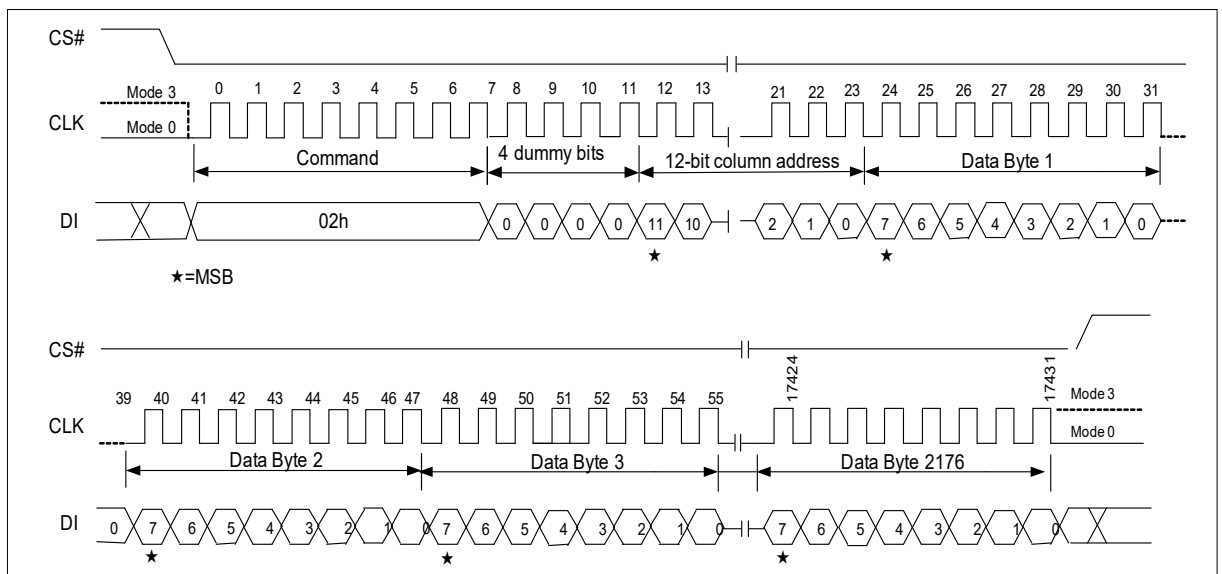 CS#
Mode 3
0 1 2 3 4 5 6 7 8 9 10 11 12 13 21 22 23 24 25 26 27 28 29 30 31
CLK
Mode 0
Command 4 dummy bits 12-bit column address Data Byte 1
DI 02h 0 0 0 0 11 10 2 1 0 7 6 5 4 3 2 1 0
★ ★
★=MSB
CS#
39 40 41 42 43 44 45 46 47 48 49 50 51 52 53 54 55 17424 17431
Mode 3
CLK
Mode 0
Data Byte 2 Data Byte 3 Data Byte 2176
DI 0 7 6 5 4 3 2 1 0 7 6 5 4 3 2 1 0 7 6 5 4 3 2 1 0
★ ★ ★